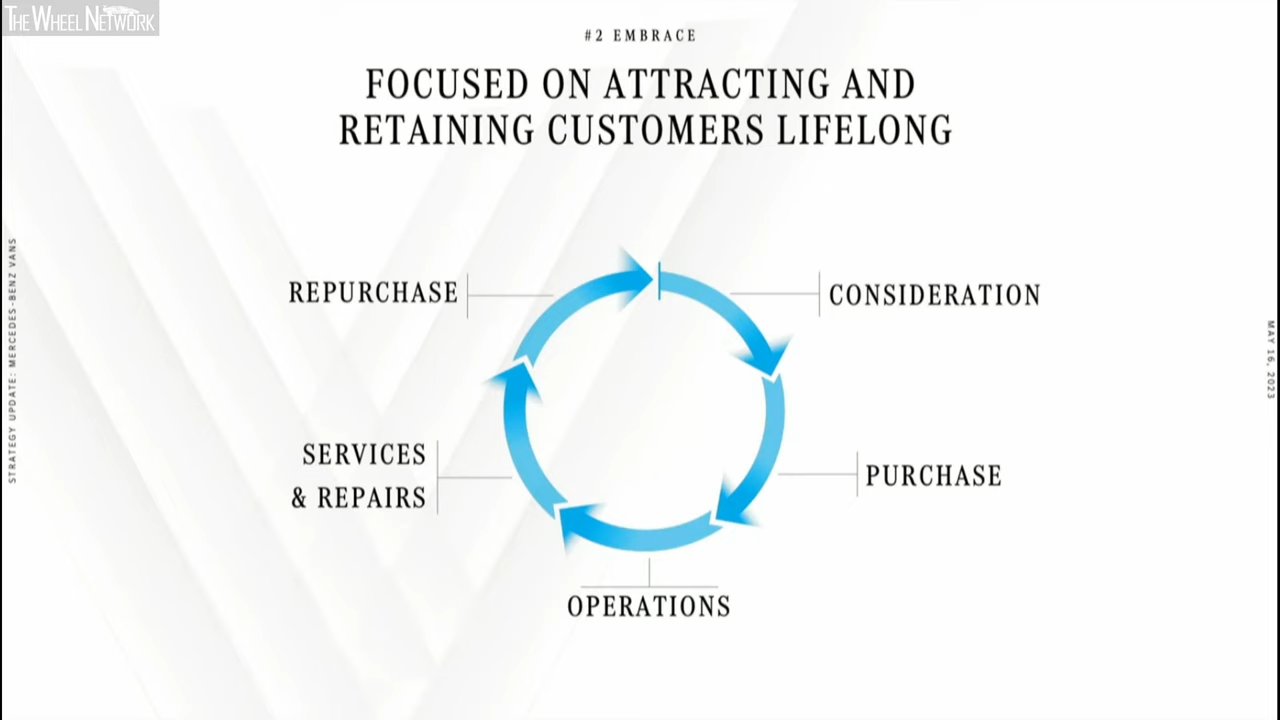 THE WHEEL NETWORK
#2 EMBRACE
FOCUSED ON ATTRACTING AND
RETAINING CUSTOMERS LIFELONG
REPURCHASE
CONSIDERATION
SERVICES
& REPAIRS
PURCHASE
OPERATIONS
STRATEGY UPDATE: MERCEDES-BENZ VANS
MAY 16, 2023